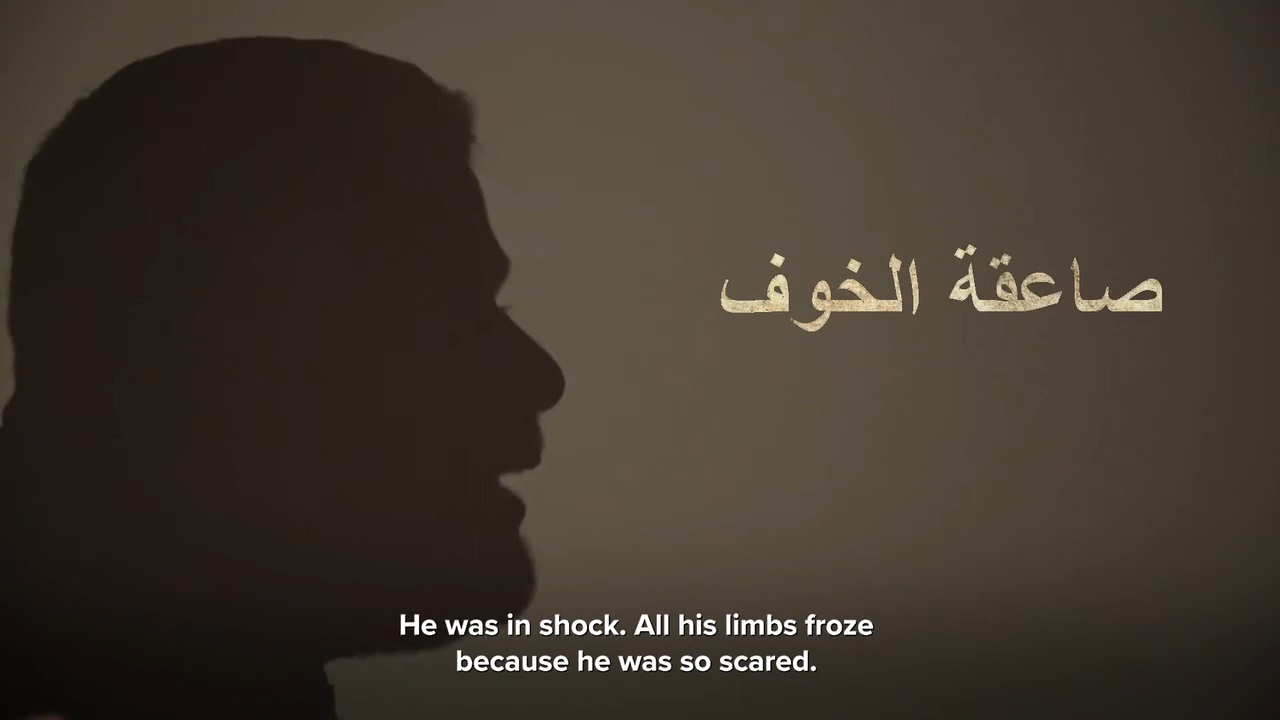 صاعقة الخوف
He was in shock. All his limbs froze
because he was so scared.